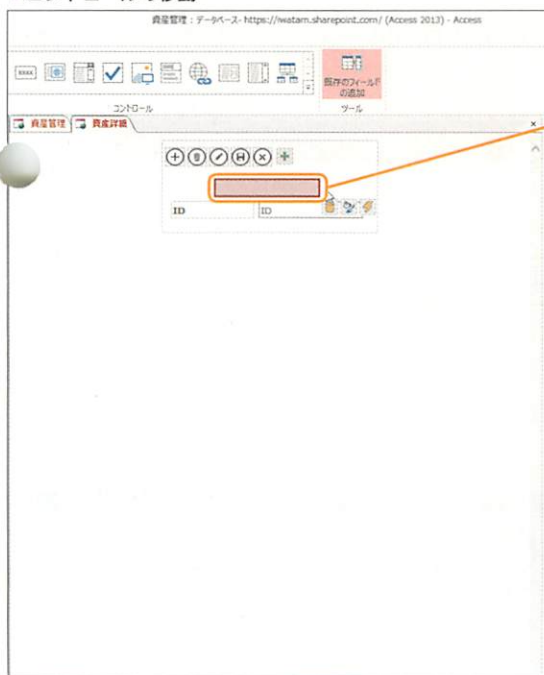 資産管理：データベース- https://iwatam.sharepoint.com/ (Access 2013) - Access
XXXX
既存のフィールド
の追加
コントロール
ツール
資産管理
資産詳細
×
ID
ID